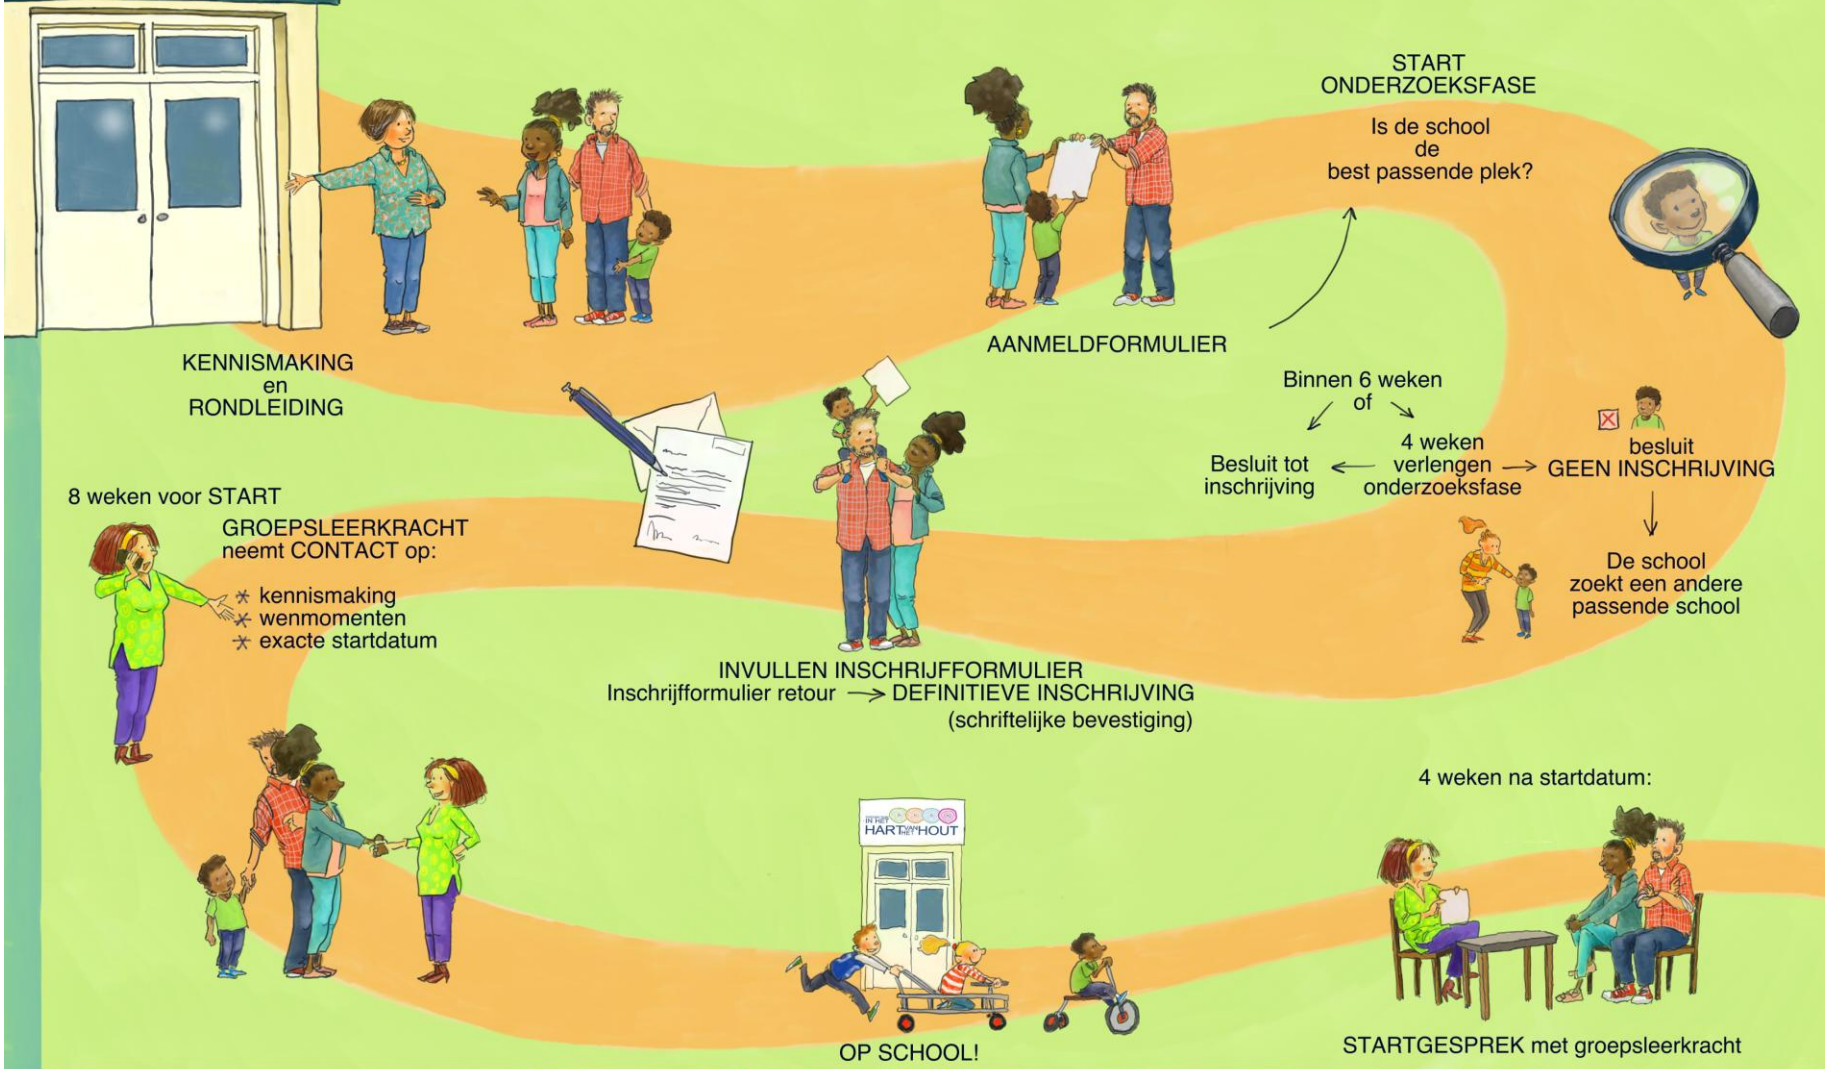 KENNISMAKING
en
RONDLEIDING
AANMELDFORMULIER
START
ONDERZOEKSFASE
Is de school
de
best passende plek?
Binnen 6 weken
of
Besluit tot
inschrijving
4 weken
verlengen
onderzoeksfase
besluit
GEEN INSCHRIJVING
De school
zoekt een andere
passende school
INVULLEN INSCHRIJFFORMULIER
Inschrijfformulier retour → DEFINITIEVE INSCHRIJVING
(schriftelijke bevestiging)
8 weken voor START
GROEPSLEERKRACHT
neemt CONTACT op:
* kennismaking
* wenmomenten
* exacte startdatum
IN HET
HART VAN HET HOUT
OP SCHOOL!
4 weken na startdatum:
STARTGESPREK met groepsleerkracht